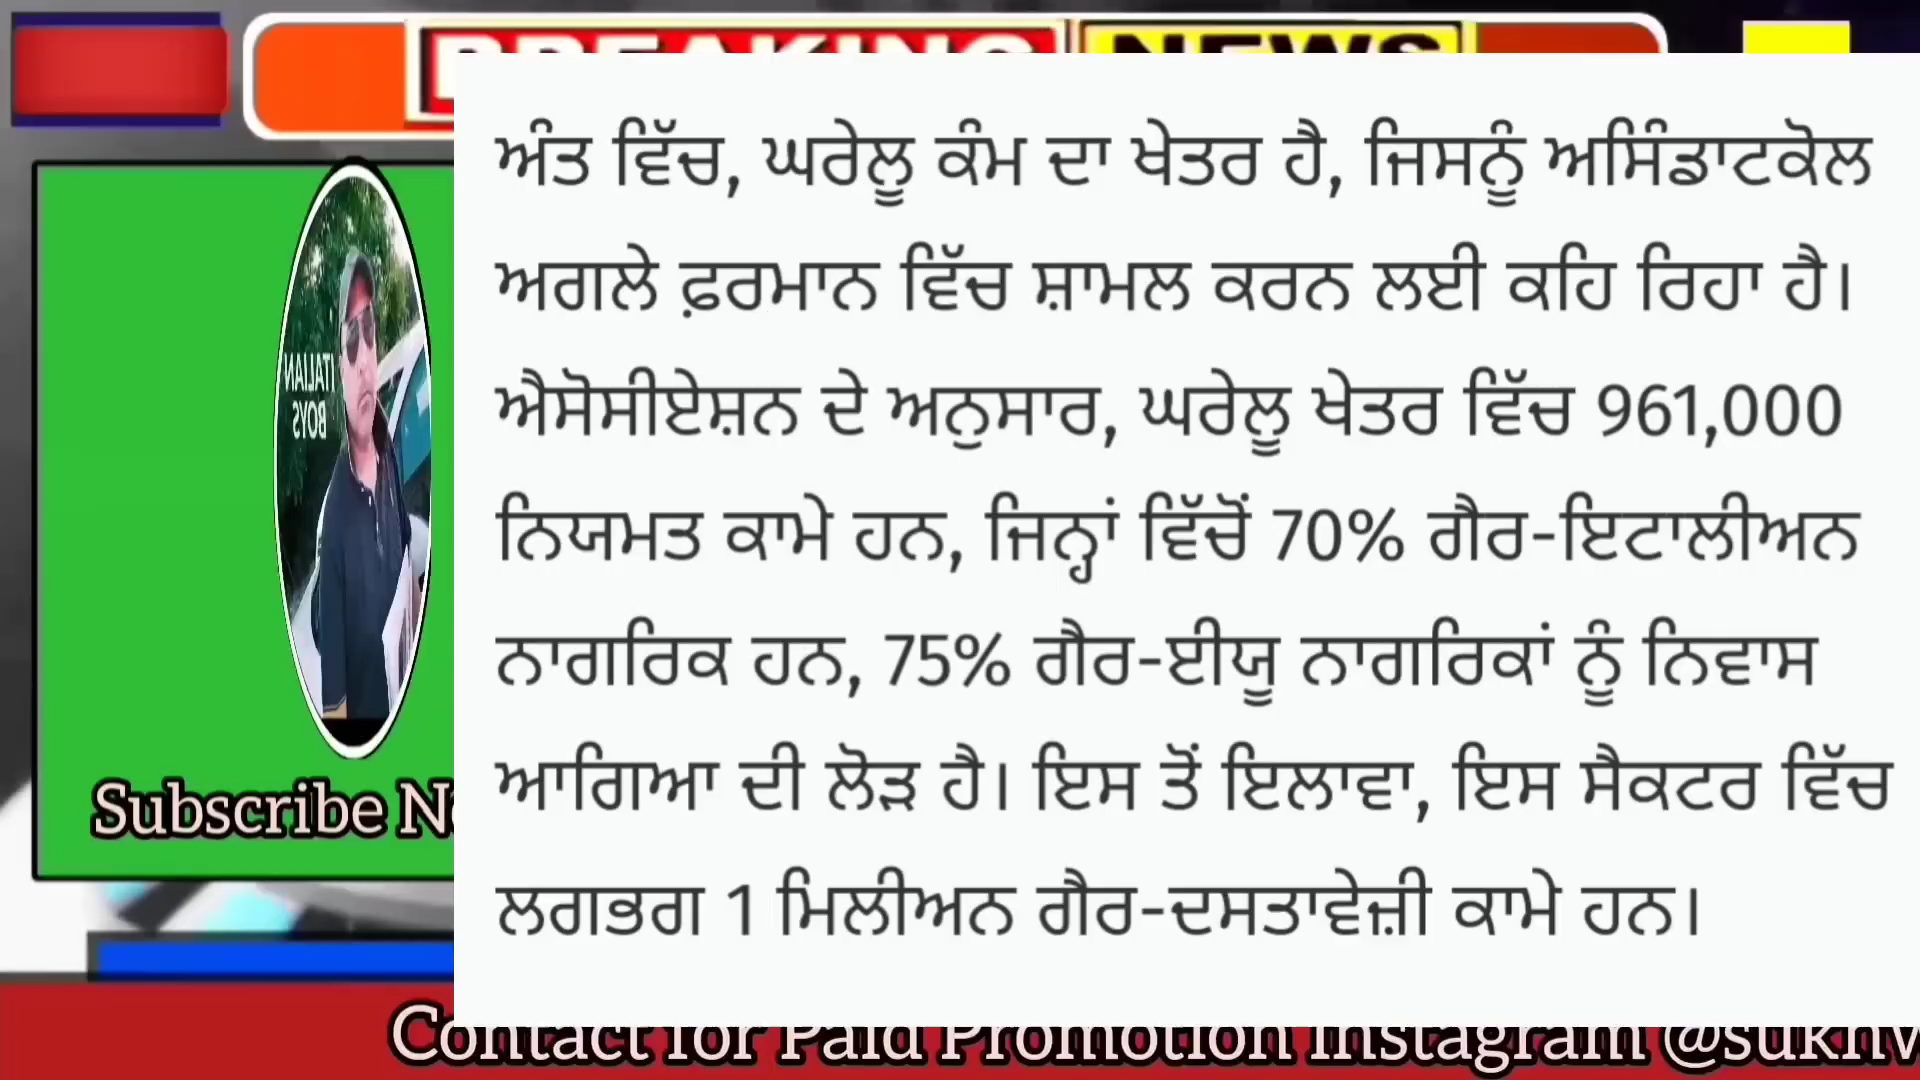 BREAKING NEWS
ਅੰਤ ਵਿੱਚ, ਘਰੇਲੂ ਕੰਮ ਦਾ ਖੇਤਰ ਹੈ, ਜਿਸਨੂੰ ਅਸਿੰਡਾਟਕੋਲ
ਅਗਲੇ ਫ਼ਰਮਾਨ ਵਿੱਚ ਸ਼ਾਮਲ ਕਰਨ ਲਈ ਕਹਿ ਰਿਹਾ ਹੈ।
ਐਸੋਸੀਏਸ਼ਨ ਦੇ ਅਨੁਸਾਰ, ਘਰੇਲੂ ਖੇਤਰ ਵਿੱਚ 961,000
ਨਿਯਮਤ ਕਾਮੇ ਹਨ, ਜਿਨ੍ਹਾਂ ਵਿੱਚੋਂ 70% ਗੈਰ-ਇਟਾਲੀਅਨ
ਨਾਗਰਿਕ ਹਨ, 75% ਗੈਰ-ਈਯੂ ਨਾਗਰਿਕਾਂ ਨੂੰ ਨਿਵਾਸ
ਆਗਿਆ ਦੀ ਲੋੜ ਹੈ। ਇਸ ਤੋਂ ਇਲਾਵਾ, ਇਸ ਸੈਕਟਰ ਵਿੱਚ
ਲਗਭਗ 1 ਮਿਲੀਅਨ ਗੈਰ-ਦਸਤਾਵੇਜ਼ੀ ਕਾਮੇ ਹਨ।
ITALIAN
BOYS
Subscribe
Contact for Paid Promotion Instagram